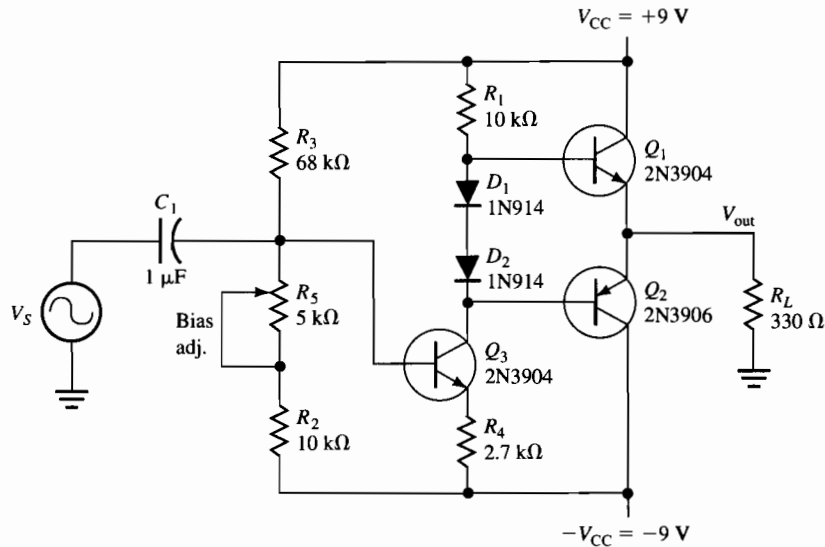 V_CC = +9 V
R_1
10 kΩ
R_3
68 kΩ
Q_1
2N3904
D_1
1N914
C_1
1 μF
V_out
D_2
1N914
R_5
5 kΩ
Q_2
2N3906
R_L
330 Ω
V_S
Bias
adj.
Q_3
2N3904
R_2
10 kΩ
R_4
2.7 kΩ
−V_CC = −9 V